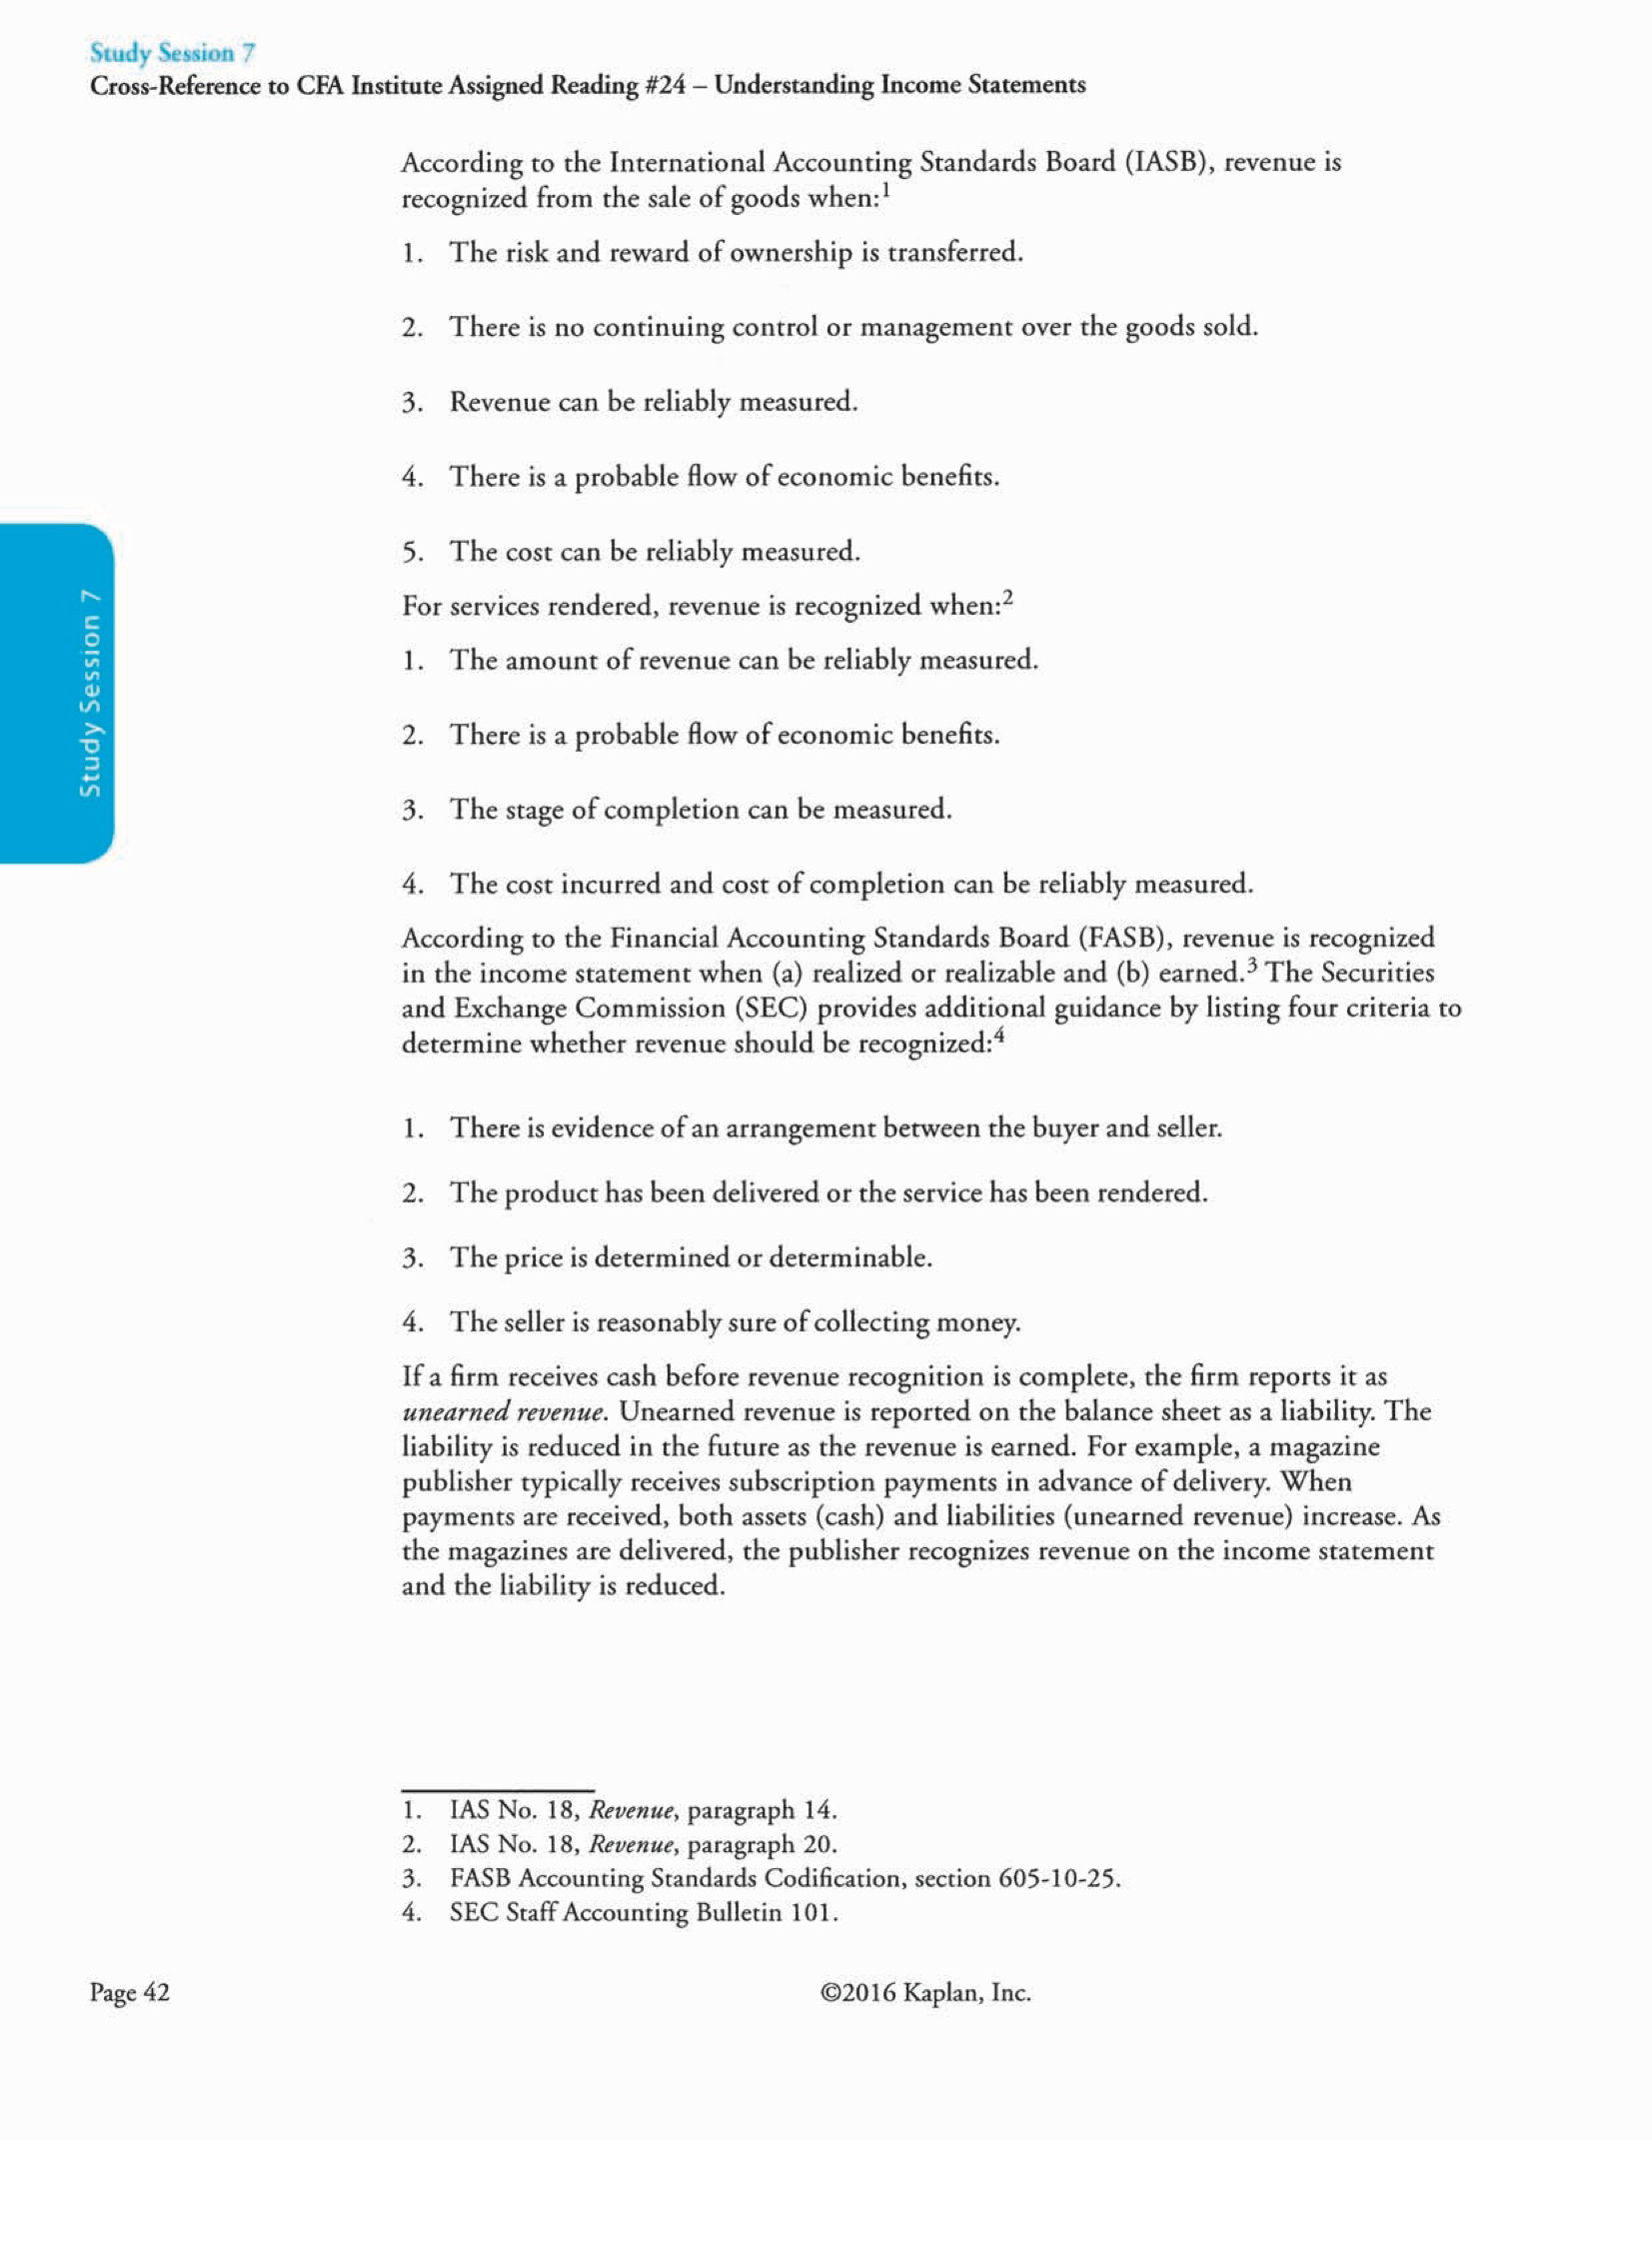 Study Session 7
Cross-Reference to CFA Institute Assigned Reading #24 – Understanding Income Statements
According to the International Accounting Standards Board (IASB), revenue is
recognized from the sale of goods when:1
1. The risk and reward of ownership is transferred.
2. There is no continuing control or management over the goods sold.
3. Revenue can be reliably measured.
4. There is a probable flow of economic benefits.
5. The cost can be reliably measured.
For services rendered, revenue is recognized when:2
1. The amount of revenue can be reliably measured.
2. There is a probable flow of economic benefits.
3. The stage of completion can be measured.
4. The cost incurred and cost of completion can be reliably measured.
According to the Financial Accounting Standards Board (FASB), revenue is recognized
in the income statement when (a) realized or realizable and (b) earned.3 The Securities
and Exchange Commission (SEC) provides additional guidance by listing four criteria to
determine whether revenue should be recognized:4
1. There is evidence of an arrangement between the buyer and seller.
2. The product has been delivered or the service has been rendered.
3. The price is determined or determinable.
4. The seller is reasonably sure of collecting money.
If a firm receives cash before revenue recognition is complete, the firm reports it as
unearned revenue. Unearned revenue is reported on the balance sheet as a liability. The
liability is reduced in the future as the revenue is earned. For example, a magazine
publisher typically receives subscription payments in advance of delivery. When
payments are received, both assets (cash) and liabilities (unearned revenue) increase. As
the magazines are delivered, the publisher recognizes revenue on the income statement
and the liability is reduced.
Study Session 7
1. IAS No. 18, Revenue, paragraph 14.
2. IAS No. 18, Revenue, paragraph 20.
3. FASB Accounting Standards Codification, section 605-10-25.
4. SEC Staff Accounting Bulletin 101.
Page 42
©2016 Kaplan, Inc.